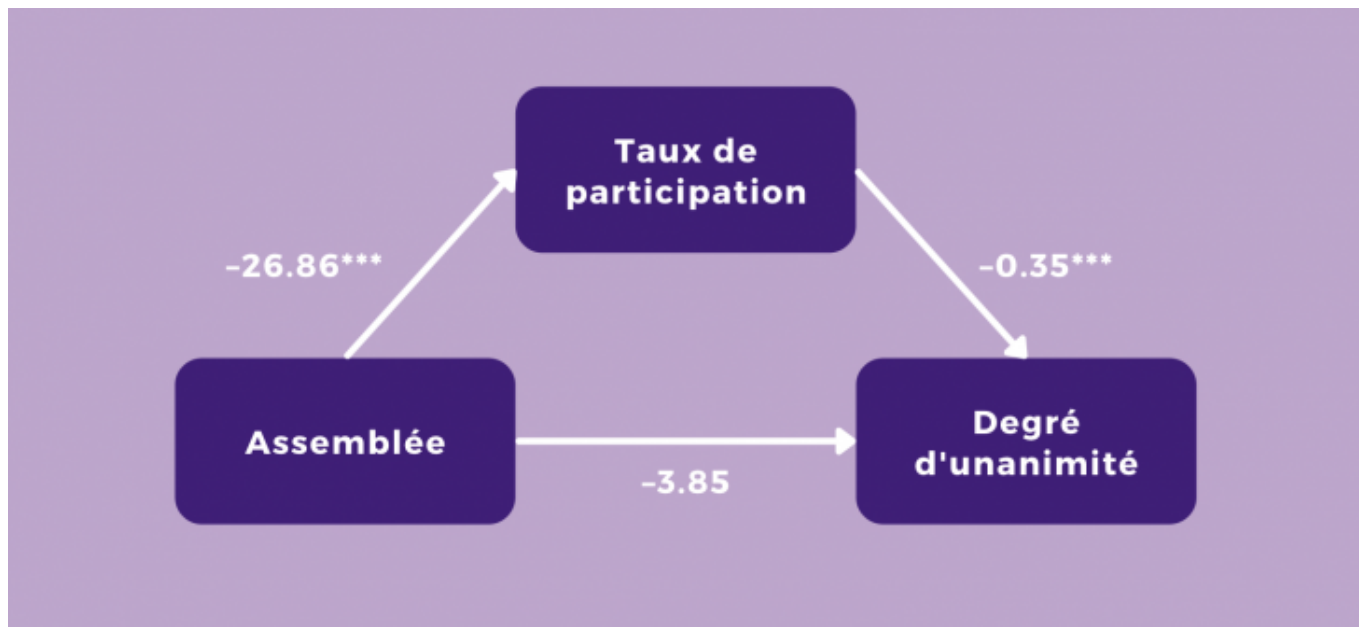 Taux de
participation
–26.86***
–0.35***
Assemblée
Degré
d'unanimité
–3.85